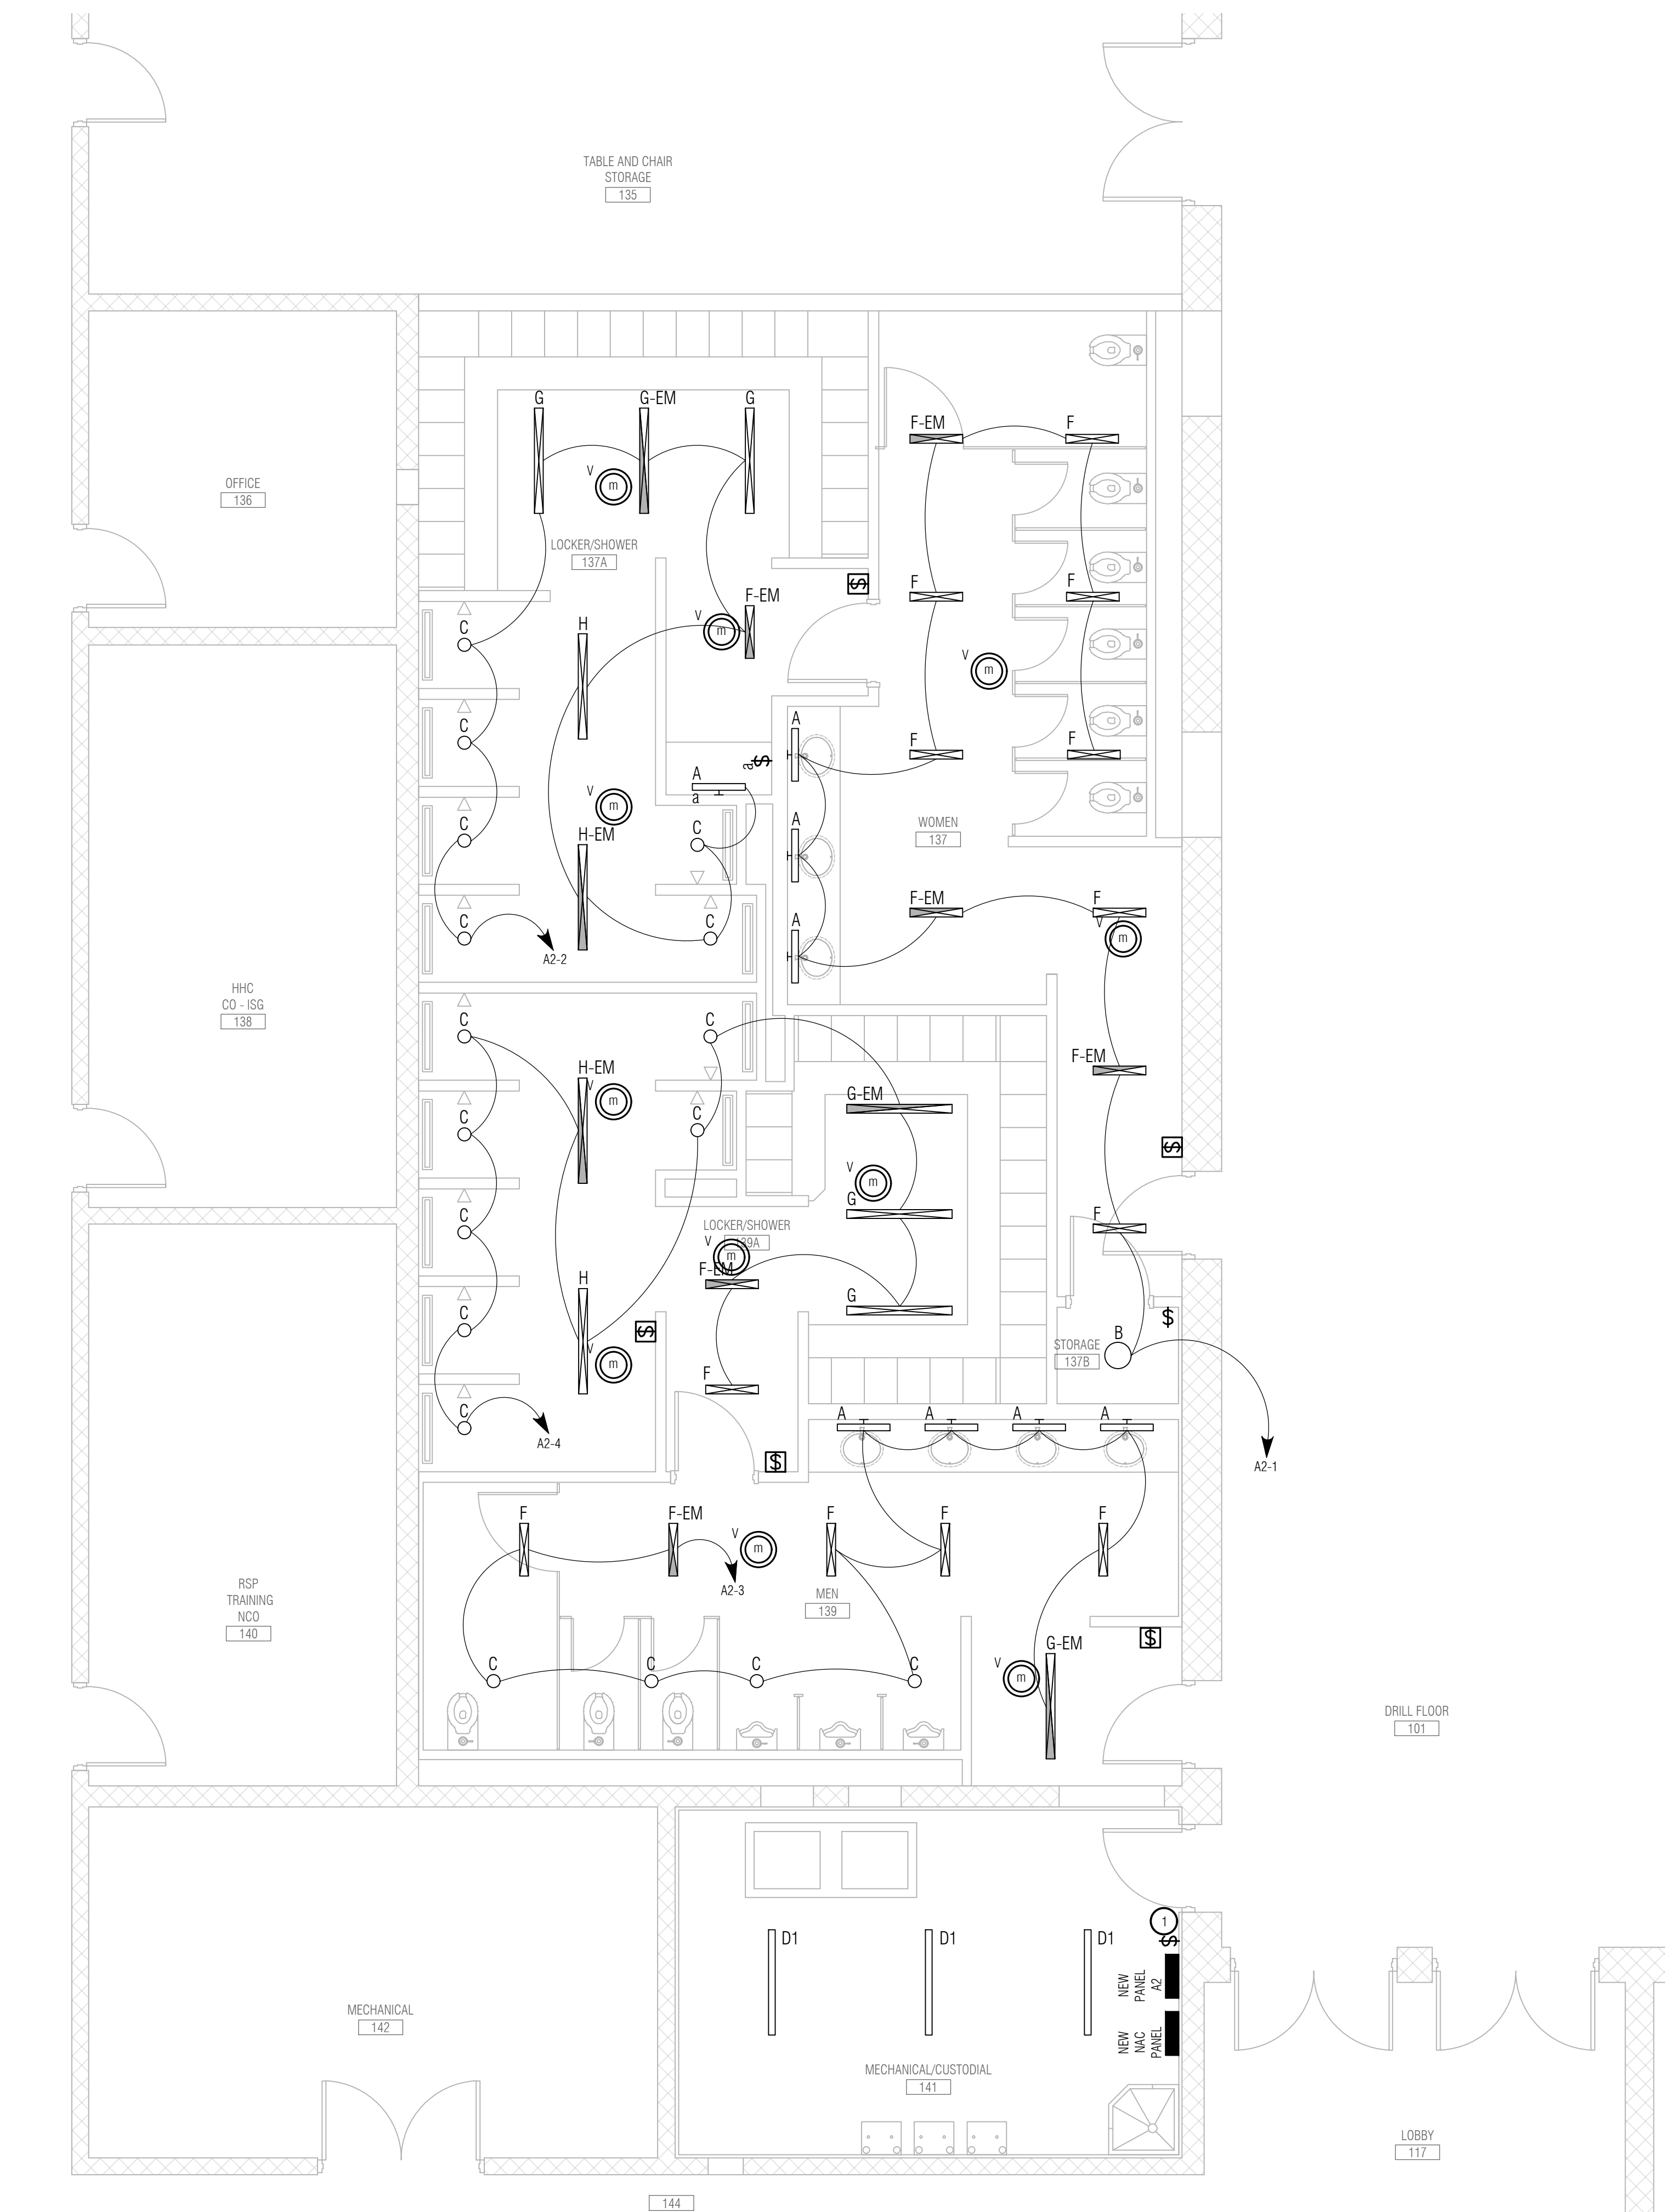 TABLE AND CHAIR
STORAGE
135
G
G-EM
G
F-EM
F
V
m
OFFICE
136
LOCKER/SHOWER
137A
$
F
F
F-EM
V
m
C
H
V
m
A
F
F
C
$
a
A
a
V
m
C
H-EM
C
A
WOMEN
137
C
C
A
F-EM
F
V
m
A2-2
HHC
CO - ISG
138
C
C
H-EM
V
m
F-EM
G-EM
C
C
$
V
m
G
C
LOCKER/SHOWER
139A
V
m
F-EM
F
C
H
G
$
$
V
m
B
STORAGE
137B
F
C
A2-4
A
A
A
A
$
A2-1
F
F-EM
V
m
F
F
F
A2-3
RSP
TRAINING
NCO
140
MEN
139
$
G-EM
C
C
C
C
V
m
DRILL FLOOR
101
1
$
D1
D1
D1
NEW
PANEL
A2
MECHANICAL
142
NEW
NAC
PANEL
MECHANICAL/CUSTODIAL
141
LOBBY
117
144